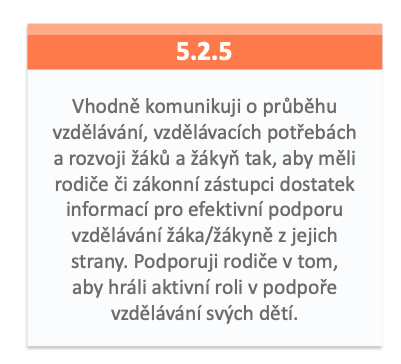 5.2.5
Vhodně komunikuji o průběhu
vzdělávání, vzdělávacích potřebách
a rozvoji žáků a žákyň tak, aby měli
rodiče či zákonní zástupci dostatek
informací pro efektivní podporu
vzdělávání žáka/žákyně z jejich
strany. Podporuji rodiče v tom,
aby hráli aktivní roli v podpoře
vzdělávání svých dětí.